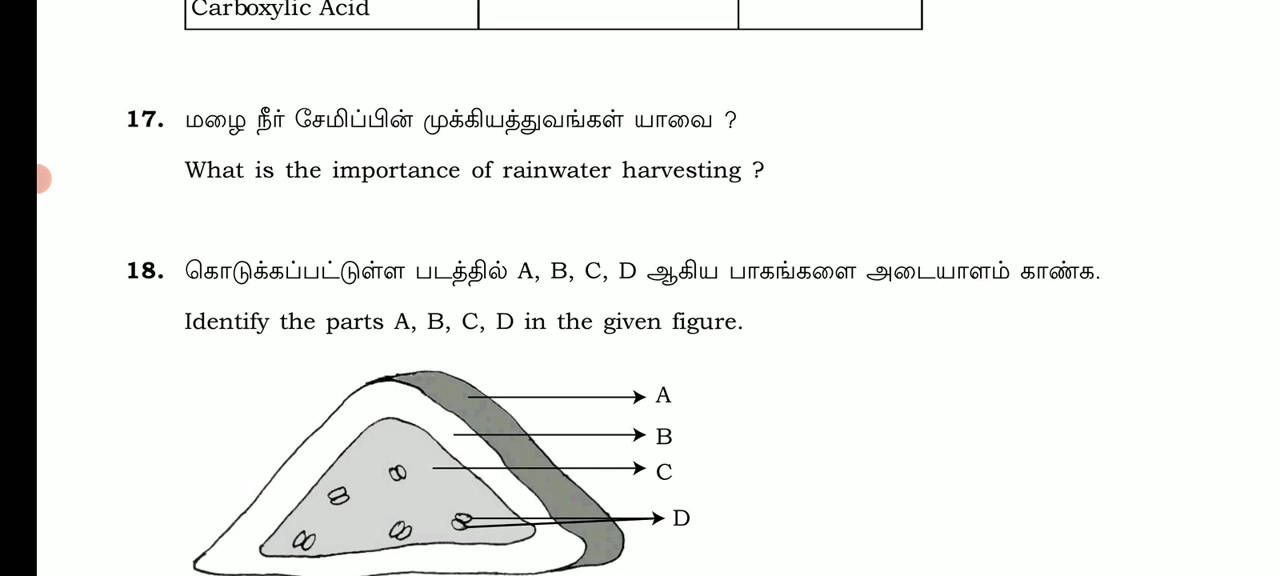 Carboxylic Acid
17. மழை நீர் சேமிப்பின் முக்கியத்துவங்கள் யாவை ?
What is the importance of rainwater harvesting ?
18. கொடுக்கப்பட்டுள்ள படத்தில் A, B, C, D ஆகிய பாகங்களை அடையாளம் காண்க.
Identify the parts A, B, C, D in the given figure.
A
B
C
D